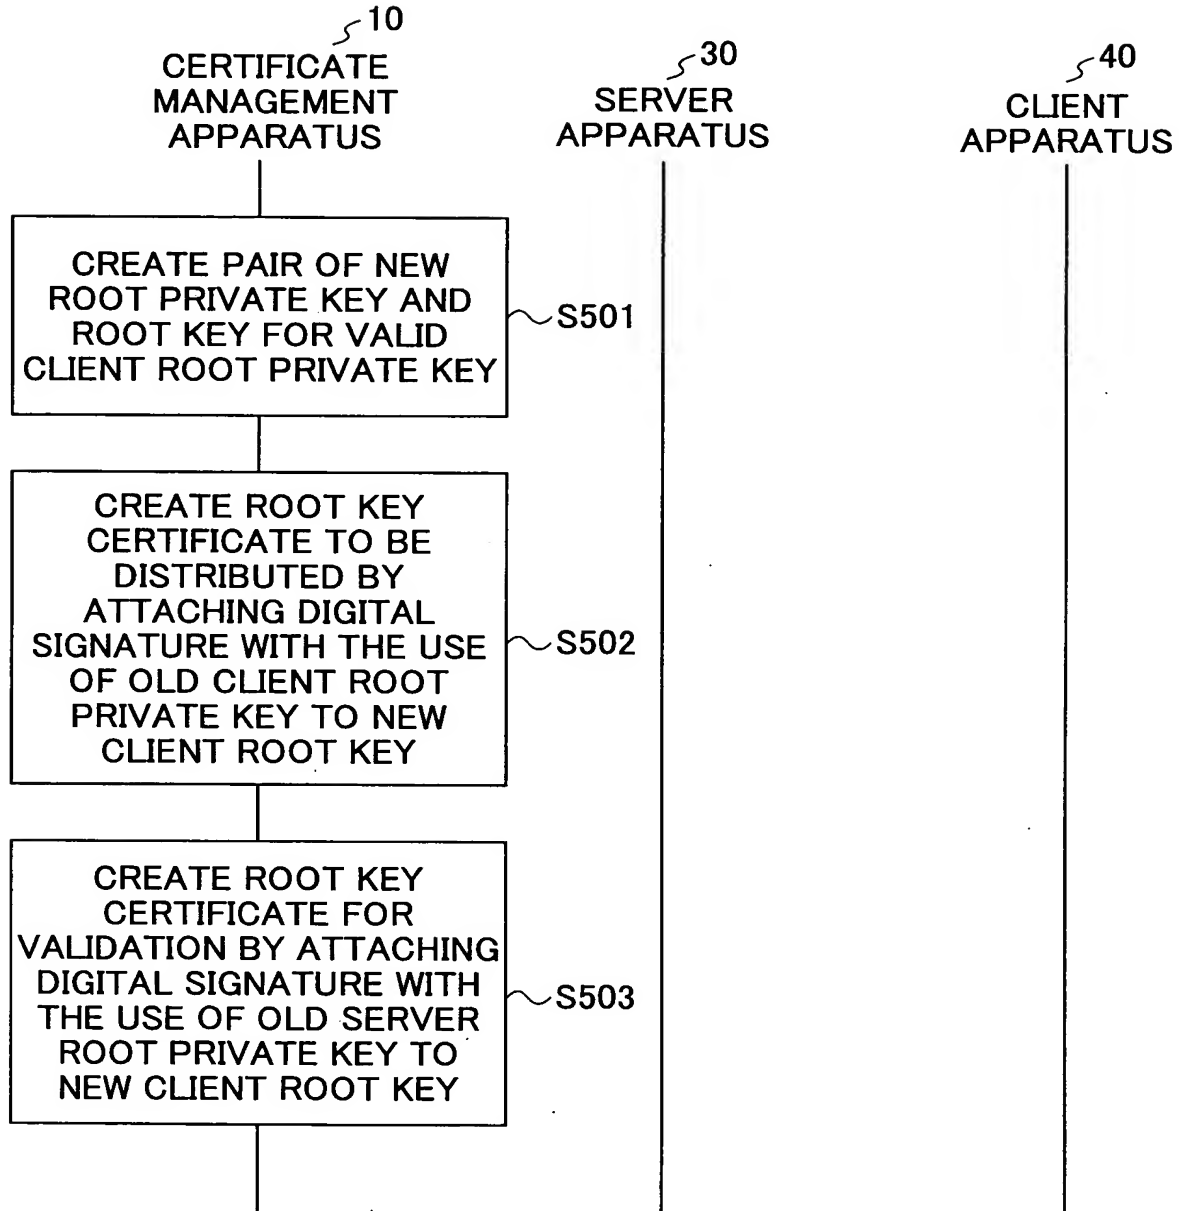 10
CERTIFICATE
MANAGEMENT
APPARATUS
30
SERVER
APPARATUS
40
CLIENT
APPARATUS
CREATE PAIR OF NEW
ROOT PRIVATE KEY AND
ROOT KEY FOR VALID
CLIENT ROOT PRIVATE KEY
S501
CREATE ROOT KEY
CERTIFICATE TO BE
DISTRIBUTED BY
ATTACHING DIGITAL
SIGNATURE WITH THE USE
OF OLD CLIENT ROOT
PRIVATE KEY TO NEW
CLIENT ROOT KEY
S502
CREATE ROOT KEY
CERTIFICATE FOR
VALIDATION BY ATTACHING
DIGITAL SIGNATURE WITH
THE USE OF OLD SERVER
ROOT PRIVATE KEY TO
NEW CLIENT ROOT KEY
S503